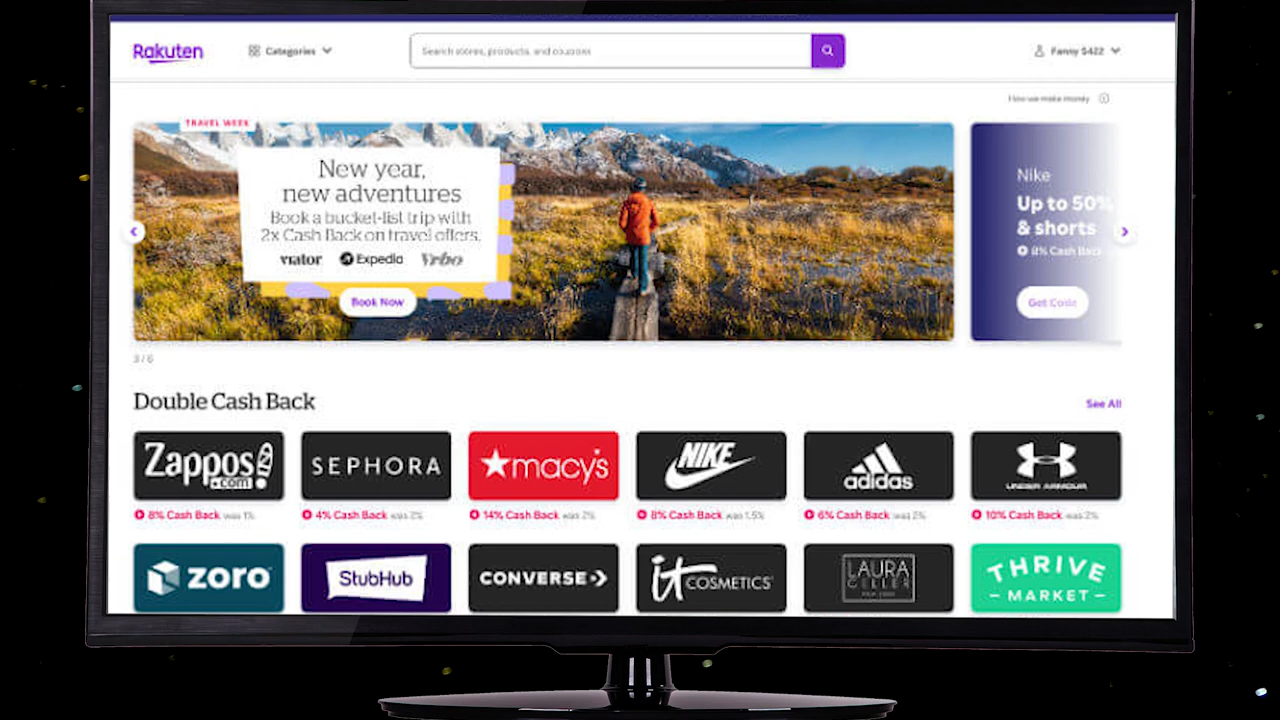 Rakuten
Categories
Search stores, products, and coupons
Fanny $422
How we make money
TRAVEL WEEK
New year,
new adventures
Book a bucket-list trip with
2x Cash Back on travel offers.
viator Expedia Vrbo
Book Now
Nike
Up to 50%
& shorts
8% Cash Back
Get Code
3 / 6
Double Cash Back
See All
Zappos
.com
SEPHORA
macy's
NIKE
adidas
UNDER ARMOUR
8% Cash Back was 1%
4% Cash Back was 2%
14% Cash Back was 2%
8% Cash Back was 1.5%
6% Cash Back was 2%
10% Cash Back was 2%
zoro
StubHub
CONVERSE
it COSMETICS
LAURA
GELLER
THRIVE
MARKET